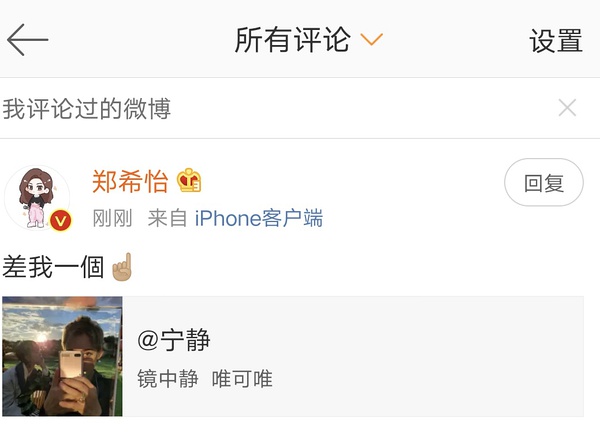 所有评论
设置
我评论过的微博
郑希怡
回复
刚刚 来自 iPhone客户端
差我一個☝🏽
@宁静
镜中静 唯可唯